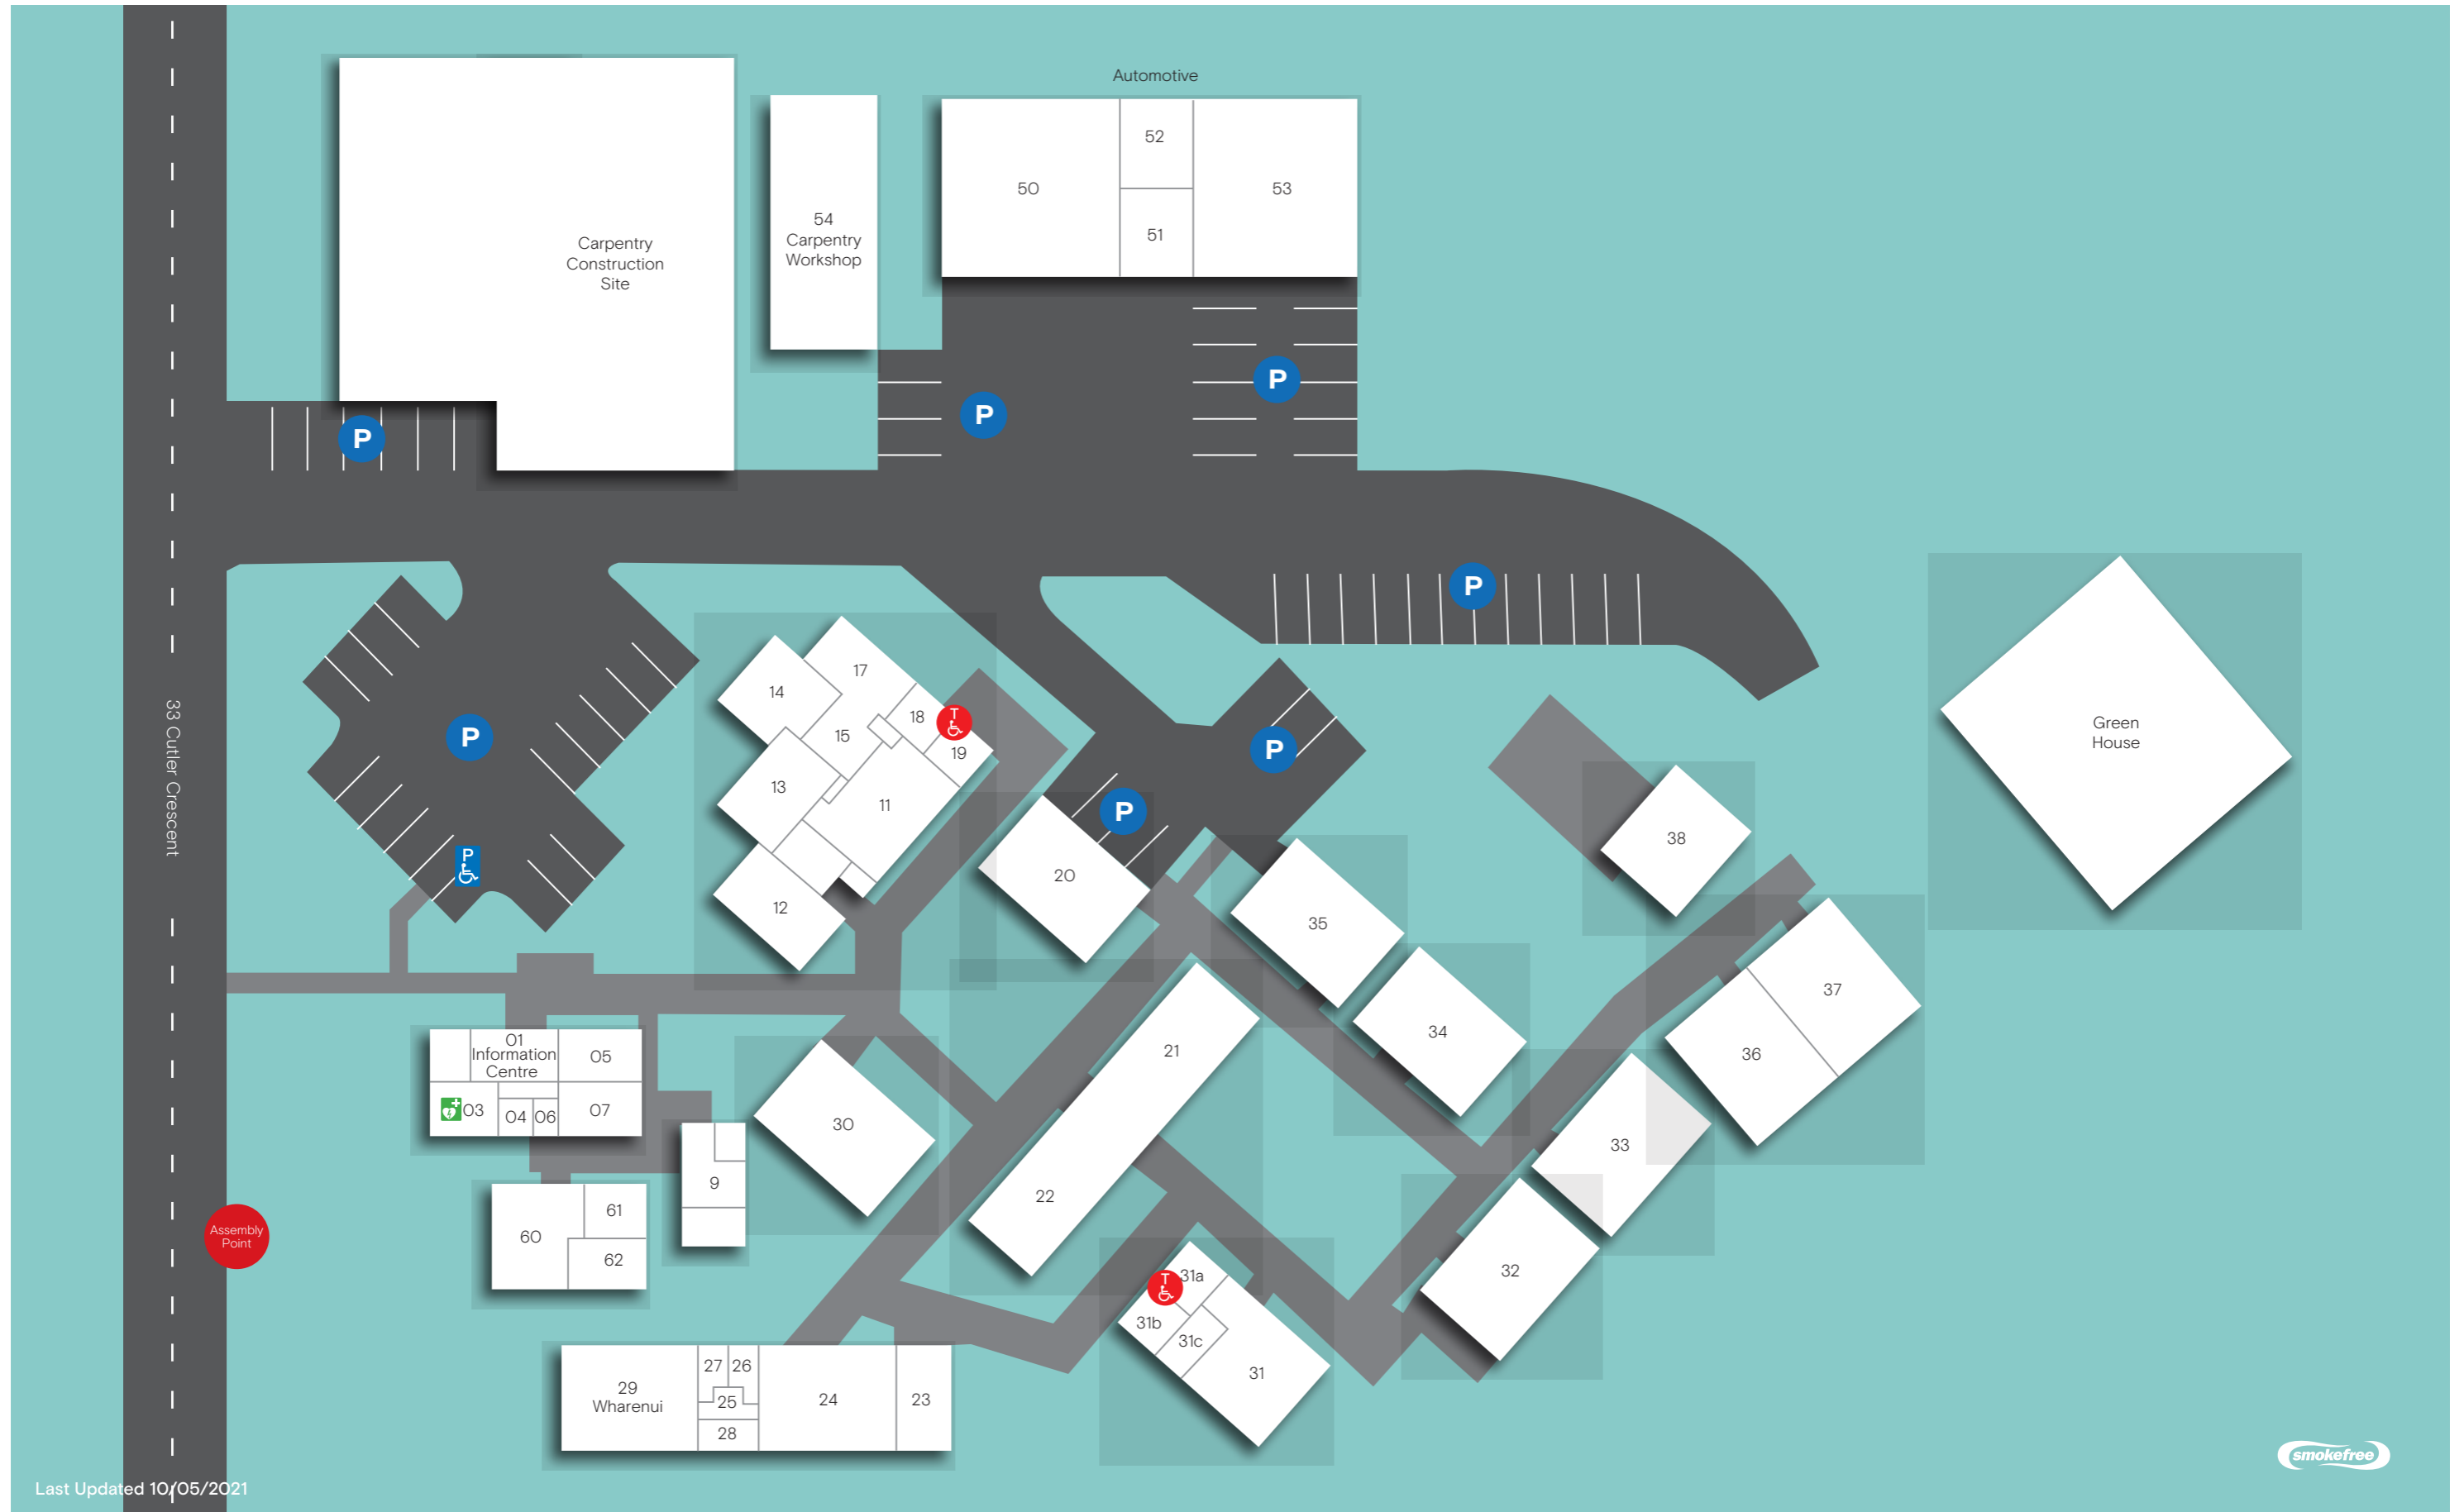 Automotive
52
50
53
51
54
Carpentry
Workshop
Carpentry
Construction
Site
P
P
P
P
33 Cutler Crescent
17
14
18
T
15
19
13
11
12
P
P
P
P
20
35
38
Green
House
37
36
34
33
32
21
22
30
01
Information
Centre
05
03
04
06
07
9
60
61
62
Assembly
Point
31a
T
31b
31c
31
29
Wharenui
27
26
25
28
24
23
smokefree
Last Updated 10/05/2021